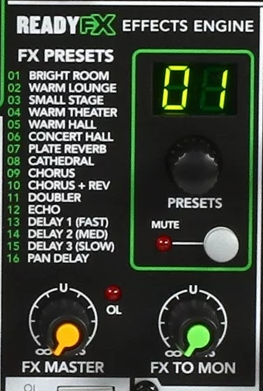 READYFX EFFECTS ENGINE
FX PRESETS
01 BRIGHT ROOM
02 WARM LOUNGE
03 SMALL STAGE
04 WARM THEATER
05 WARM HALL
06 CONCERT HALL
07 PLATE REVERB
08 CATHEDRAL
09 CHORUS
10 CHORUS + REV
11 DOUBLER
12 ECHO
13 DELAY 1 (FAST)
14 DELAY 2 (MED)
15 DELAY 3 (SLOW)
16 PAN DELAY
01
PRESETS
MUTE
U
OL
∞
FX MASTER
U
∞
FX TO MON
OL